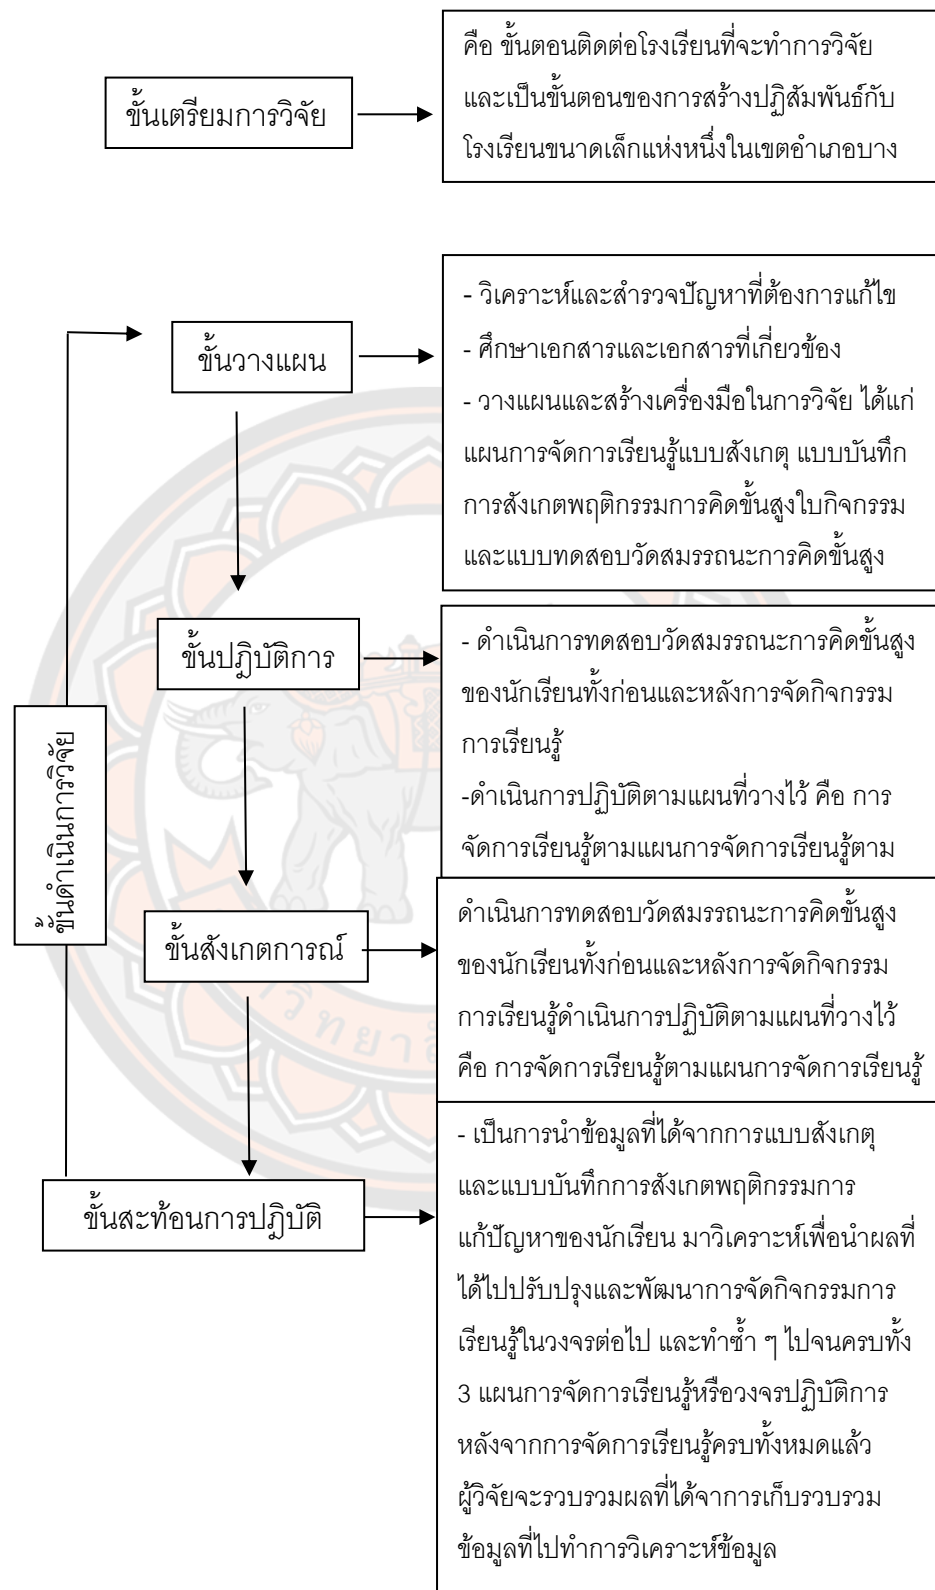 ขั้นเตรียมการวิจัย
คือ ขั้นตอนติดต่อโรงเรียนที่จะทำการวิจัย
และเป็นขั้นตอนของการสร้างปฏิสัมพันธ์กับ
โรงเรียนขนาดเล็กแห่งหนึ่งในเขตอำเภอบาง
ขั้นดำเนินการวิจัย
ขั้นวางแผน
- วิเคราะห์และสำรวจปัญหาที่ต้องการแก้ไข
- ศึกษาเอกสารและเอกสารที่เกี่ยวข้อง
- วางแผนและสร้างเครื่องมือในการวิจัย ได้แก่
แผนการจัดการเรียนรู้แบบสังเกตุ แบบบันทึก
การสังเกตพฤติกรรมการคิดขั้นสูงใบกิจกรรม
และแบบทดสอบวัดสมรรถนะการคิดขั้นสูง
ขั้นปฏิบัติการ
- ดำเนินการทดสอบวัดสมรรถนะการคิดขั้นสูง
ของนักเรียนทั้งก่อนและหลังการจัดกิจกรรม
การเรียนรู้
-ดำเนินการปฏิบัติตามแผนที่วางไว้ คือ การ
จัดการเรียนรู้ตามแผนการจัดการเรียนรู้ตาม
ขั้นสังเกตการณ์
ดำเนินการทดสอบวัดสมรรถนะการคิดขั้นสูง
ของนักเรียนทั้งก่อนและหลังการจัดกิจกรรม
การเรียนรู้ดำเนินการปฏิบัติตามแผนที่วางไว้
คือ การจัดการเรียนรู้ตามแผนการจัดการเรียนรู้
ขั้นสะท้อนการปฏิบัติ
- เป็นการนำข้อมูลที่ได้จากการแบบสังเกตุ
และแบบบันทึกการสังเกตพฤติกรรมการ
แก้ปัญหาของนักเรียน มาวิเคราะห์เพื่อนำผลที่
ได้ไปปรับปรุงและพัฒนาการจัดกิจกรรมการ
เรียนรู้ในวงจรต่อไป และทำซ้ำ ๆ ไปจนครบทั้ง
3 แผนการจัดการเรียนรู้หรือวงจรปฏิบัติการ
หลังจากการจัดการเรียนรู้ครบทั้งหมดแล้ว
ผู้วิจัยจะรวบรวมผลที่ได้จาการเก็บรวบรวม
ข้อมูลที่ไปทำการวิเคราะห์ข้อมูล